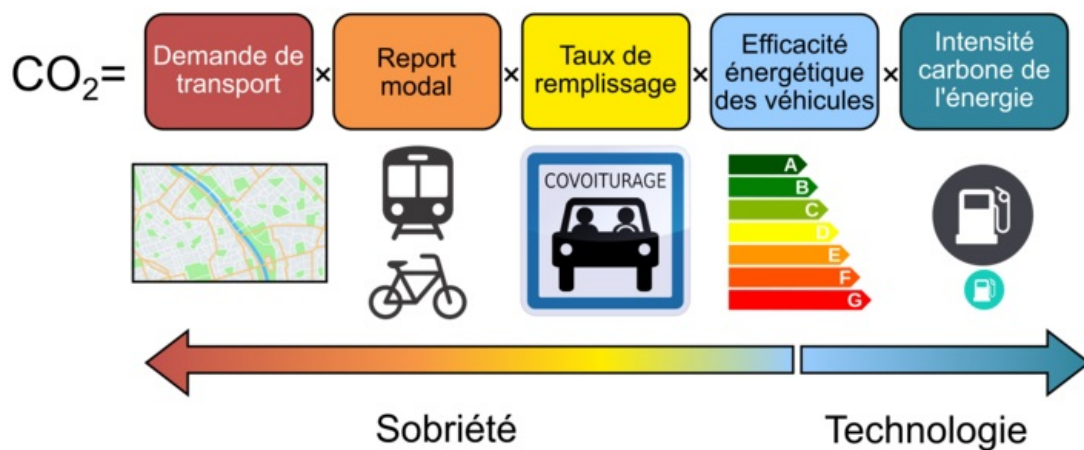 CO2=
Demande de
transport
×
Report
modal
×
Taux de
remplissage
×
Efficacité
énergétique
des véhicules
×
Intensité
carbone de
l'énergie
COVOITURAGE
A
B
C
D
E
F
G
Sobriété
Technologie